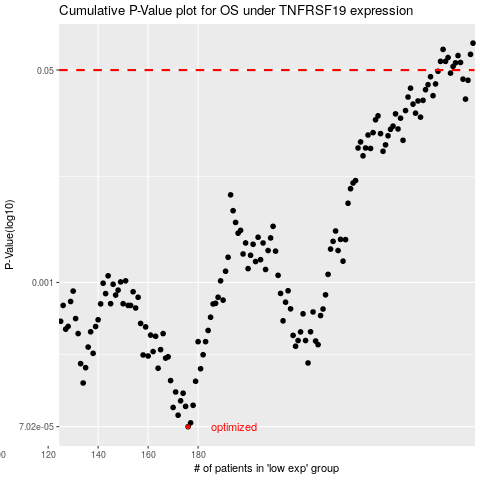 Cumulative P-Value plot for OS under TNFRSF19 expression
P-Value(log10)
0.05
0.001
7.02e-05
optimized
00 120 140 160 180
# of patients in 'low exp' group